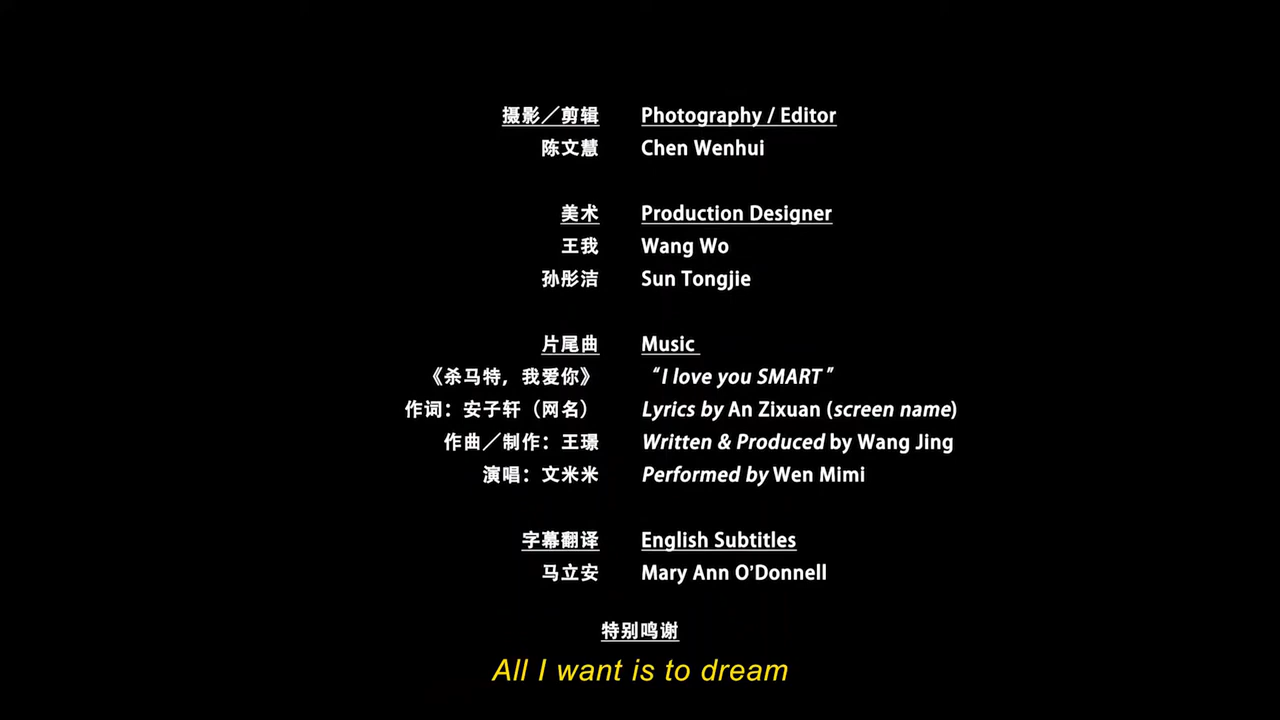 摄影／剪辑 Photography / Editor
陈文慧 Chen Wenhui
美术 Production Designer
王我 Wang Wo
孙彤洁 Sun Tongjie
片尾曲 Music
《杀马特，我爱你》 “I love you SMART”
作词：安子轩（网名） Lyrics by An Zixuan (screen name)
作曲／制作：王璟 Written & Produced by Wang Jing
演唱：文米米 Performed by Wen Mimi
字幕翻译 English Subtitles
马立安 Mary Ann O’Donnell
特别鸣谢
All I want is to dream